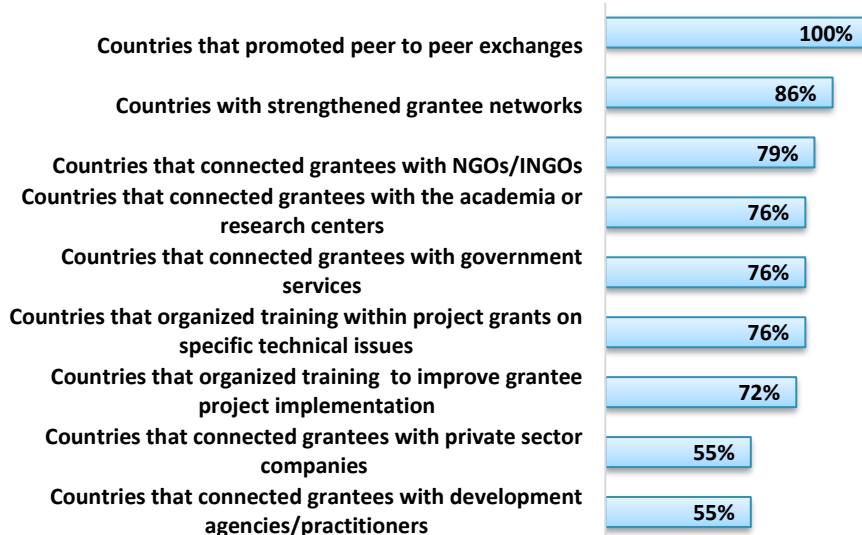 Countries that promoted peer to peer exchanges
100%
Countries with strengthened grantee networks
86%
Countries that connected grantees with NGOs/INGOs
79%
Countries that connected grantees with the academia or
research centers
76%
Countries that connected grantees with government
services
76%
Countries that organized training within project grants on
specific technical issues
76%
Countries that organized training  to improve grantee
project implementation
72%
Countries that connected grantees with private sector
companies
55%
Countries that connected grantees with development
agencies/practitioners
55%